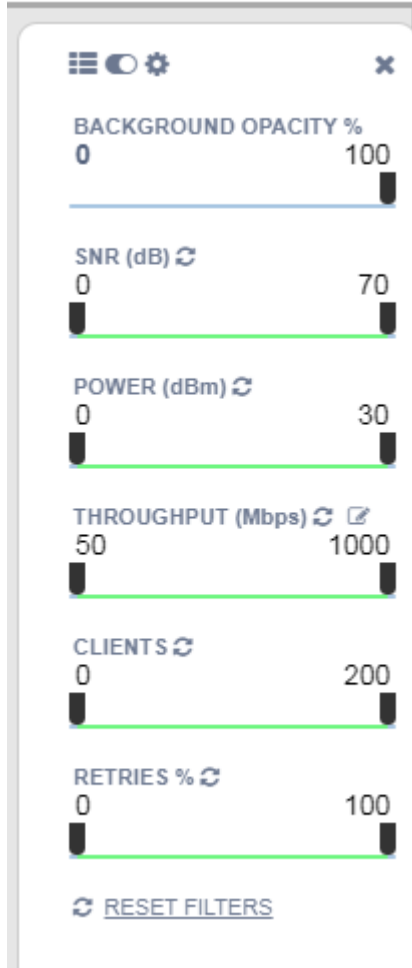 BACKGROUND OPACITY %
0 100
SNR (dB)
0 70
POWER (dBm)
0 30
THROUGHPUT (Mbps)
50 1000
CLIENTS
0 200
RETRIES %
0 100
RESET FILTERS